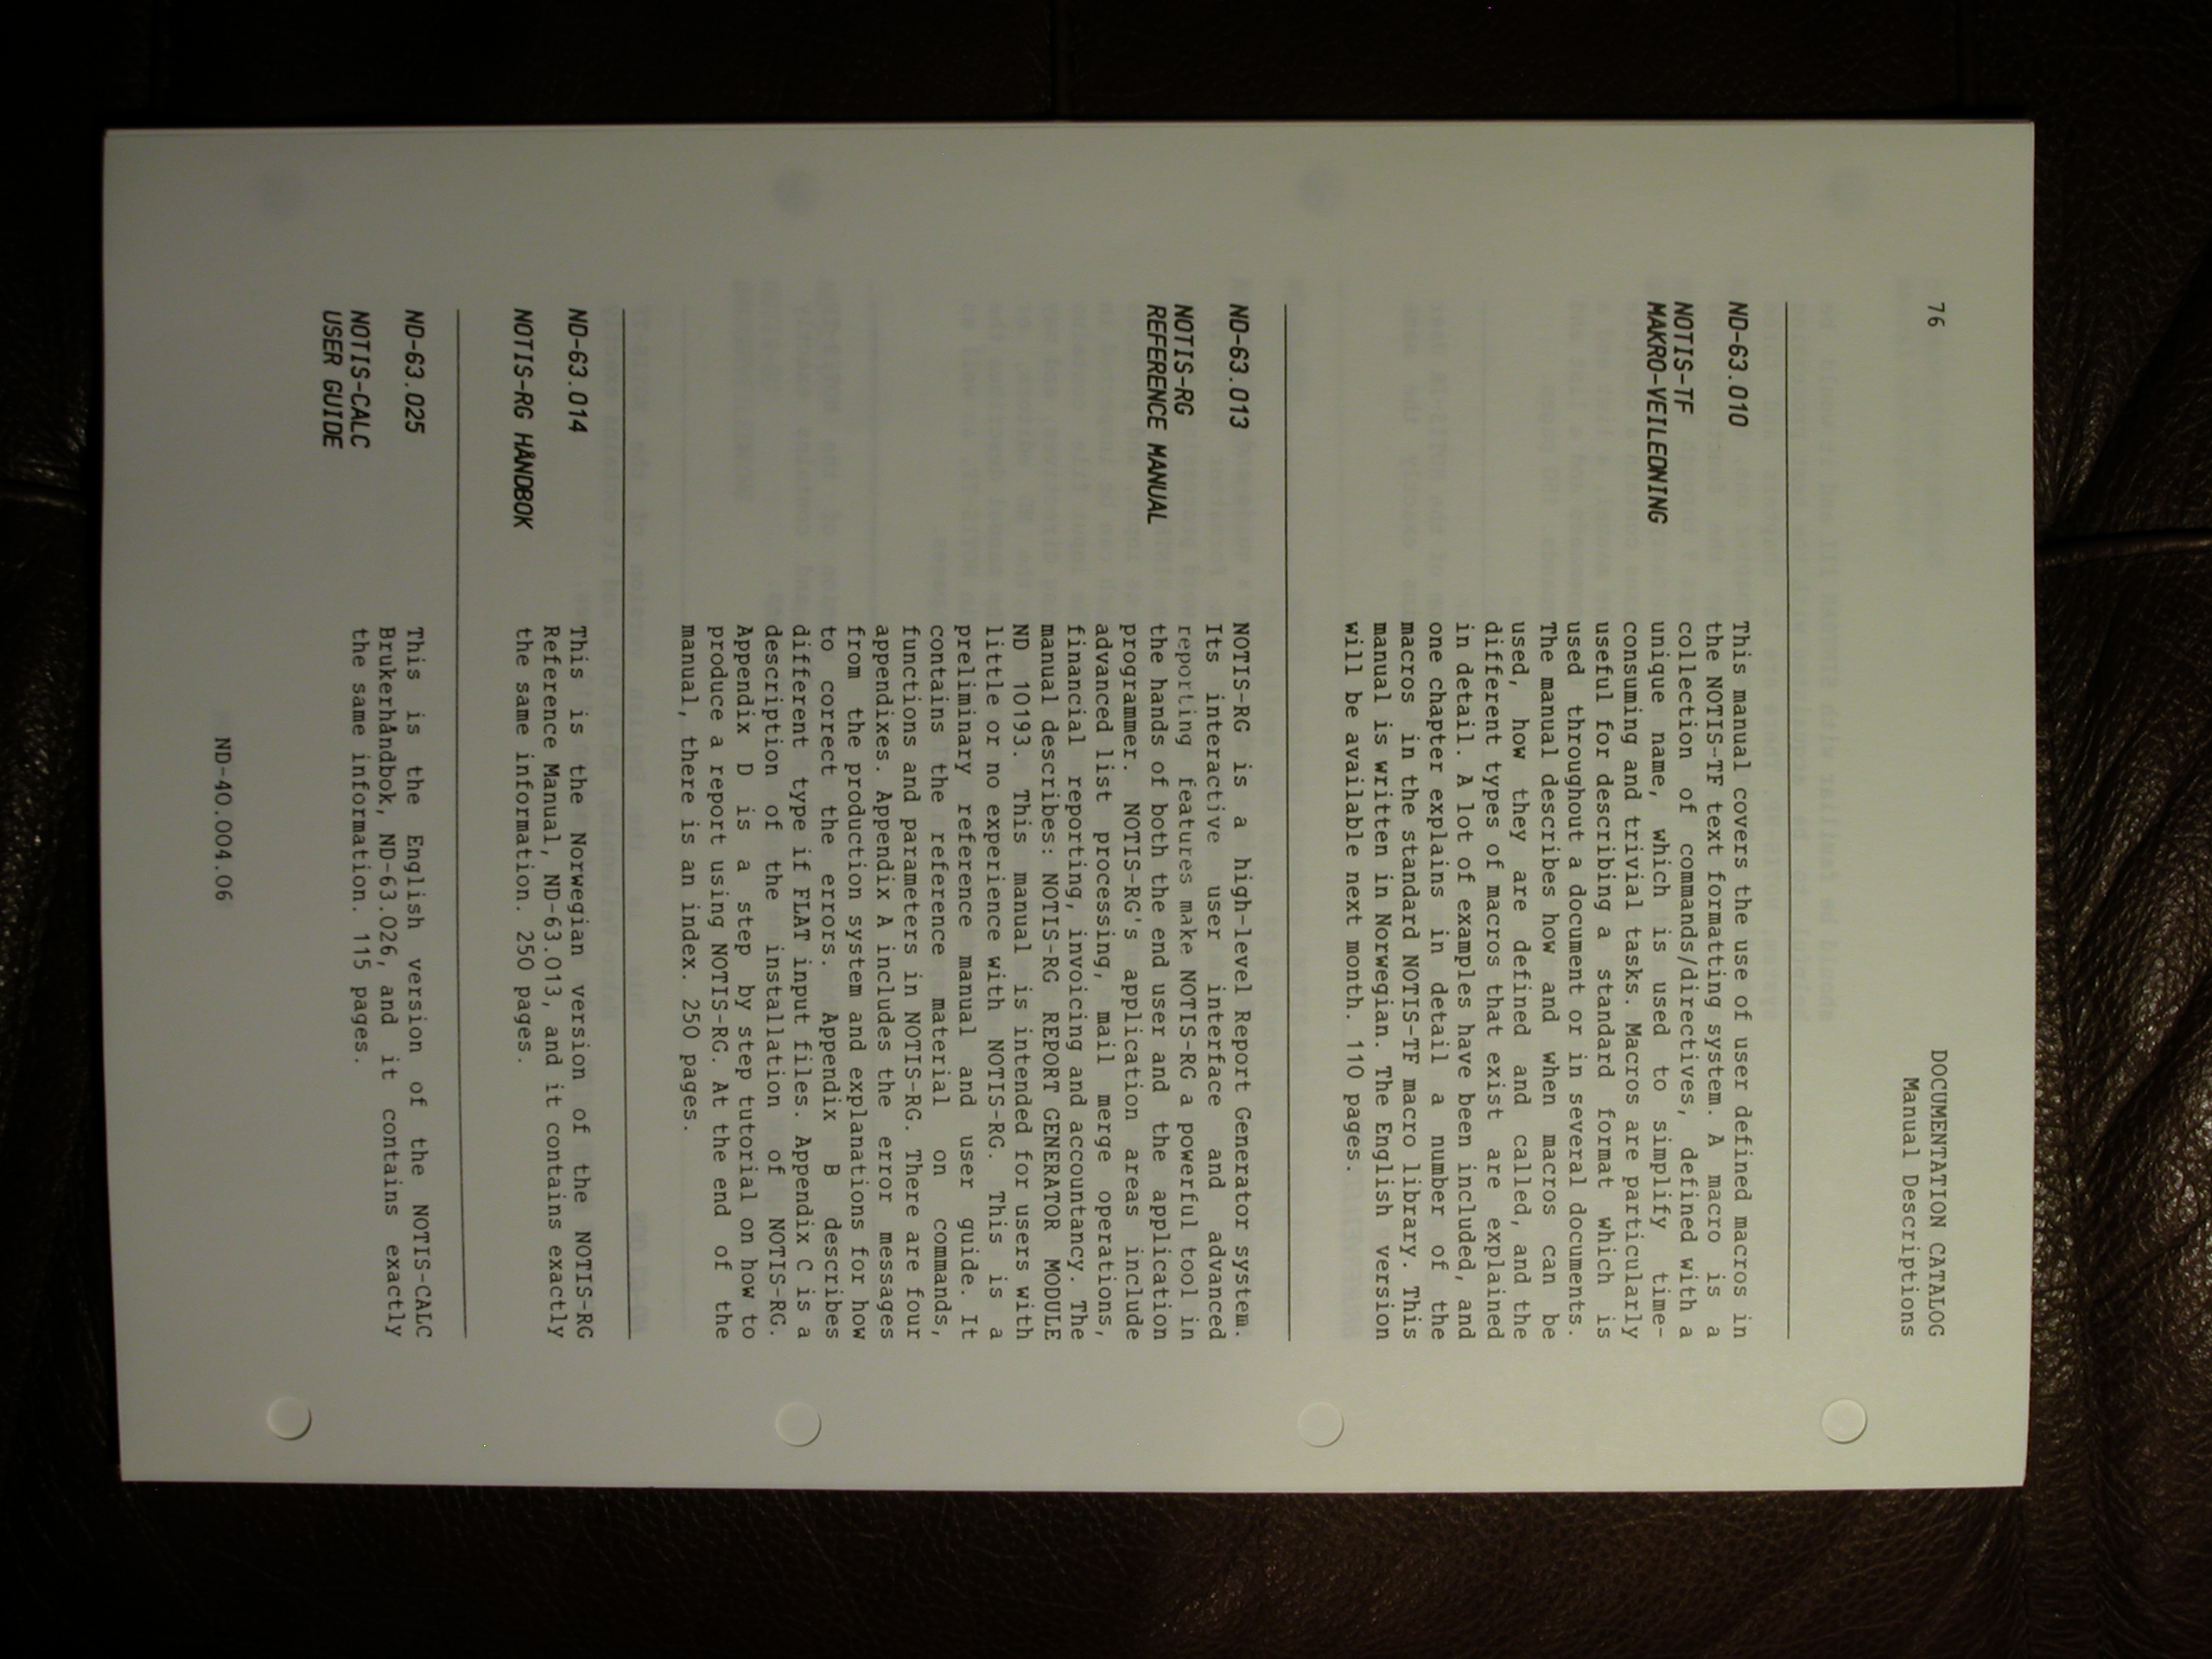 76
DOCUMENTATION CATALOG
Manual Descriptions
ND-63.010
NOTIS-TF
MAKRO-VEILEDNING
This manual covers the use of user defined macros in
the NOTIS-TF text formatting system. A macro is a
collection of commands/directives, defined with a
unique name, which is used to simplify time-
consuming and trivial tasks. Macros are particularly
useful for describing a standard format which is
used throughout a document or in several documents.
The manual describes how and when macros can be
used, how they are defined and called, and the
different types of macros that exist are explained
in detail. A lot of examples have been included, and
one chapter explains in detail a number of the
macros in the standard NOTIS-TF macro library. This
manual is written in Norwegian. The English version
will be available next month. 110 pages.
ND-63.013
NOTIS-RG
REFERENCE MANUAL
NOTIS-RG is a high-level Report Generator system.
Its interactive user interface and advanced
reporting features make NOTIS-RG a powerful tool in
the hands of both the end user and the application
programmer. NOTIS-RG's application areas include
advanced list processing, mail merge operations,
financial reporting, invoicing and accountancy. The
manual describes: NOTIS-RG REPORT GENERATOR MODULE
ND 10193. This manual is intended for users with
little or no experience with NOTIS-RG. This is a
preliminary reference manual and user guide. It
contains the reference material on commands,
functions and parameters in NOTIS-RG. There are four
appendixes. Appendix A includes the error messages
from the production system and explanations for how
to correct the errors. Appendix B describes
different type if FLAT input files. Appendix C is a
description of the installation of NOTIS-RG.
Appendix D is a step by step tutorial on how to
produce a report using NOTIS-RG. At the end of the
manual, there is an index. 250 pages.
ND-63.014
NOTIS-RG HÅNDBOK
This is the Norwegian version of the NOTIS-RG
Reference Manual, ND-63.013, and it contains exactly
the same information. 250 pages.
ND-63.025
NOTIS-CALC
USER GUIDE
This is the English version of the NOTIS-CALC
Brukerhåndbok, ND-63.026, and it contains exactly
the same information. 115 pages.
ND-40.004.06